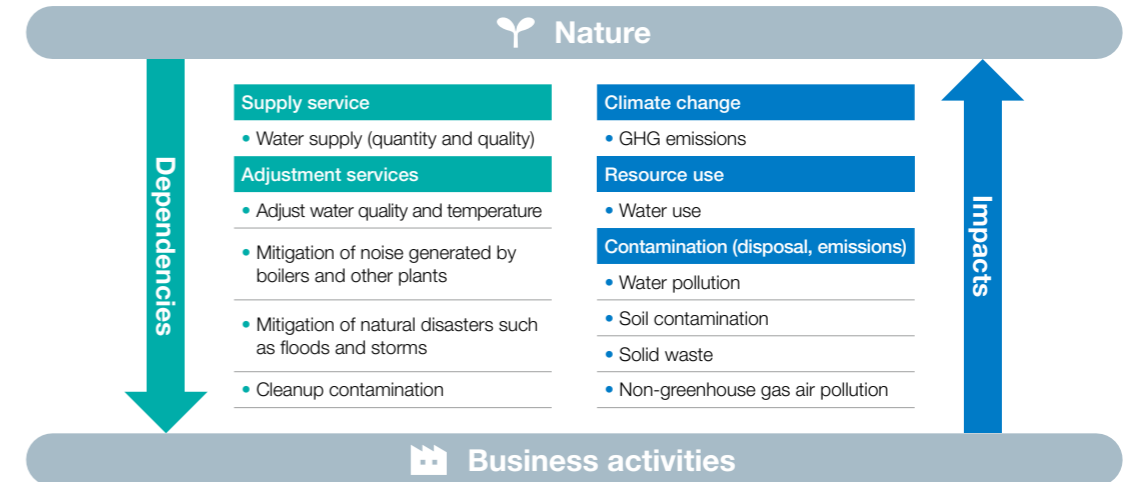 Nature
Dependencies
Supply service
• Water supply (quantity and quality)
Adjustment services
• Adjust water quality and temperature
• Mitigation of noise generated by
boilers and other plants
• Mitigation of natural disasters such
as floods and storms
• Cleanup contamination
Climate change
• GHG emissions
Resource use
• Water use
Contamination (disposal, emissions)
• Water pollution
• Soil contamination
• Solid waste
• Non-greenhouse gas air pollution
Impacts
Business activities